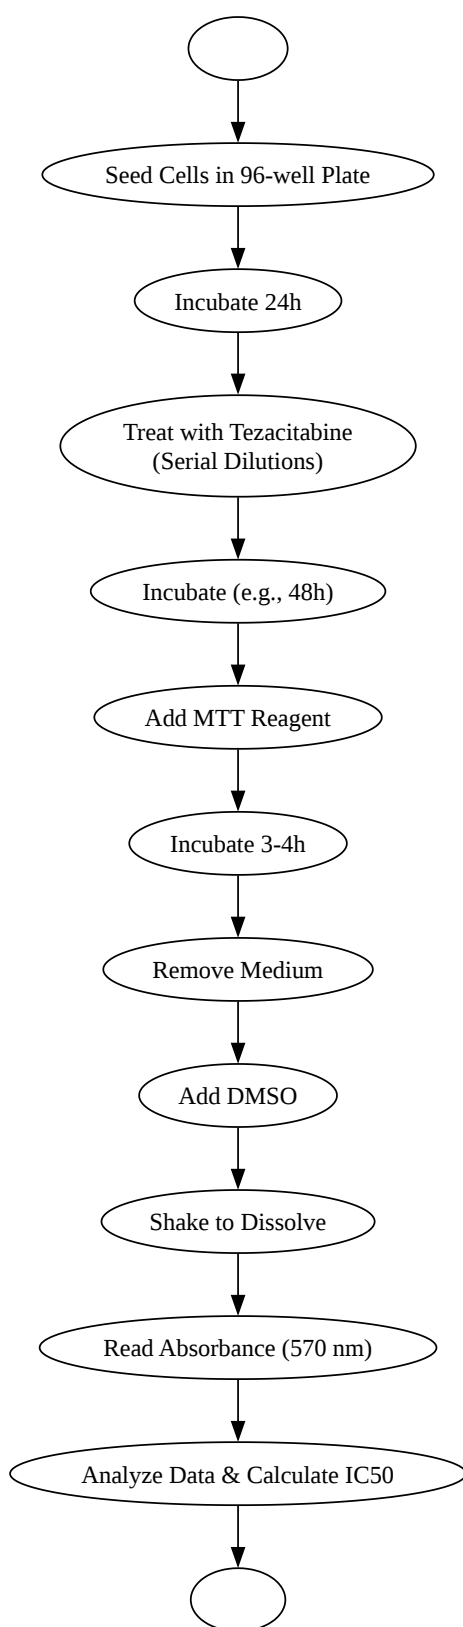 Seed Cells in 96-well Plate
Incubate 24h
Treat with Tezacitabine
(Serial Dilutions)
Incubate (e.g., 48h)
Add MTT Reagent
Incubate 3-4h
Remove Medium
Add DMSO
Shake to Dissolve
Read Absorbance (570 nm)
Analyze Data & Calculate IC50